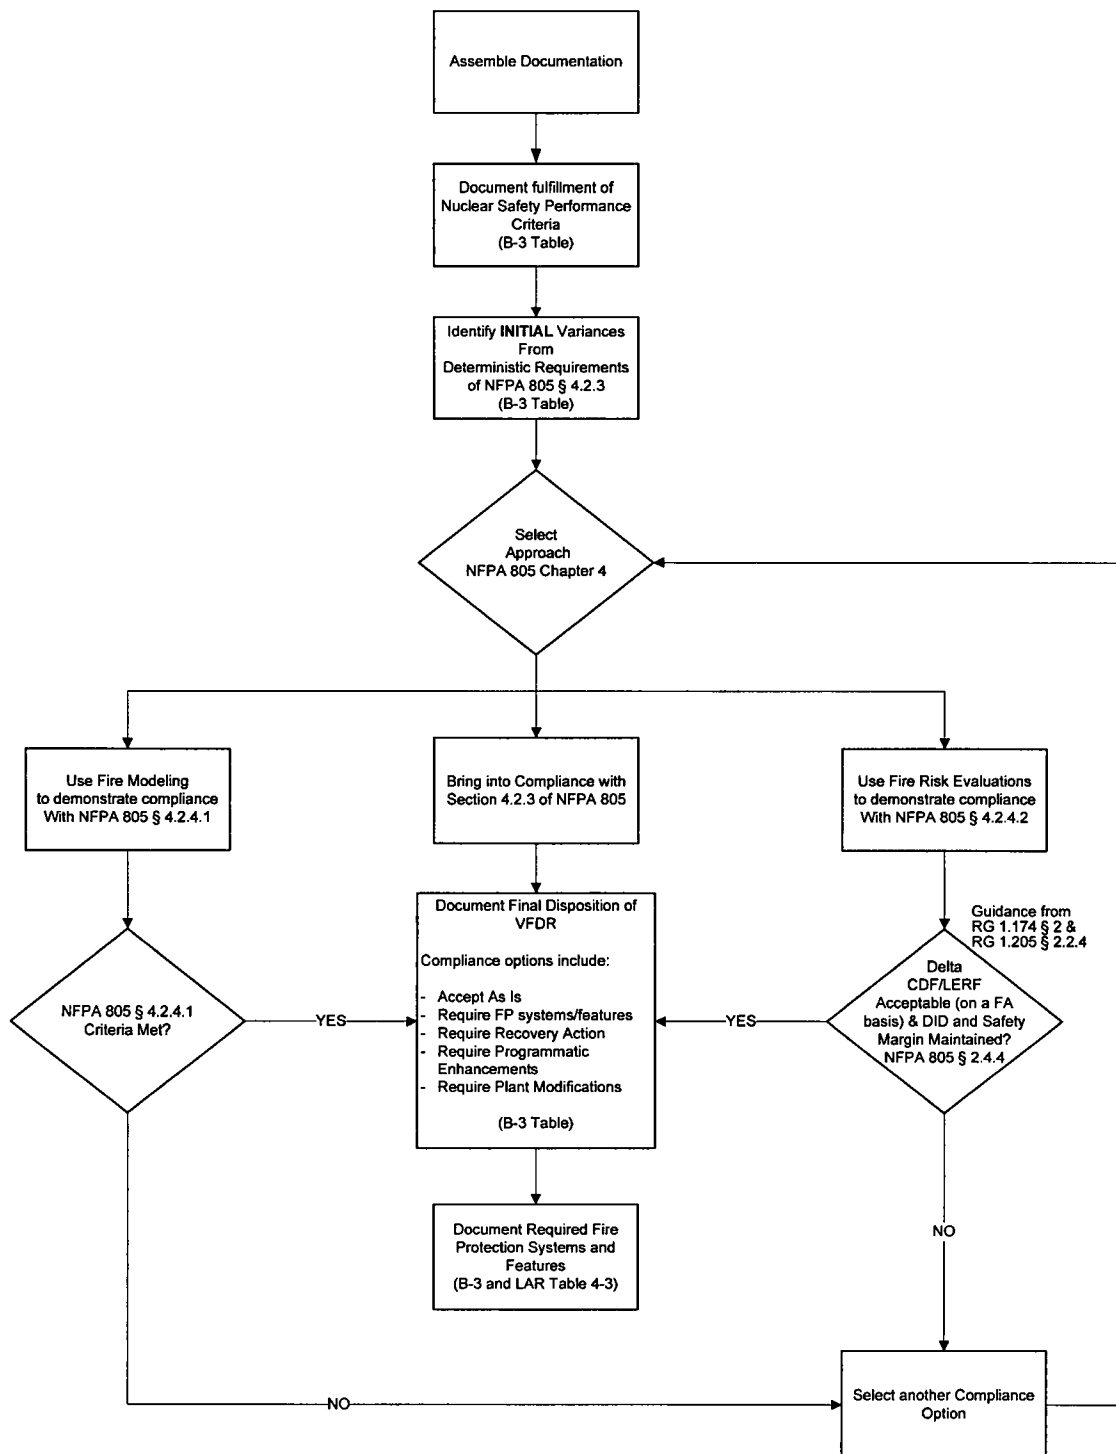 Assemble Documentation
Document fulfillment of
Nuclear Safety Performance
Criteria
(B-3 Table)
Identify INITIAL Variances
From
Deterministic Requirements
of NFPA 805 § 4.2.3
(B-3 Table)
Select
Approach
NFPA 805 Chapter 4
Use Fire Modeling
to demonstrate compliance
With NFPA 805 § 4.2.4.1
Bring into Compliance with
Section 4.2.3 of NFPA 805
Use Fire Risk Evaluations
to demonstrate compliance
With NFPA 805 § 4.2.4.2
NFPA 805 § 4.2.4.1
Criteria Met?
YES
Document Final Disposition of
VFDR
Compliance options include:
- Accept As Is
- Require FP systems/features
- Require Recovery Action
- Require Programmatic
Enhancements
- Require Plant Modifications
(B-3 Table)
YES
Guidance from
RG 1.174 § 2 &
RG 1.205 § 2.2.4
Delta
CDF/LERF
Acceptable (on a FA
basis) & DID and Safety
Margin Maintained?
NFPA 805 § 2.4.4
Document Required Fire
Protection Systems and
Features
(B-3 and LAR Table 4-3)
NO
NO
Select another Compliance
Option